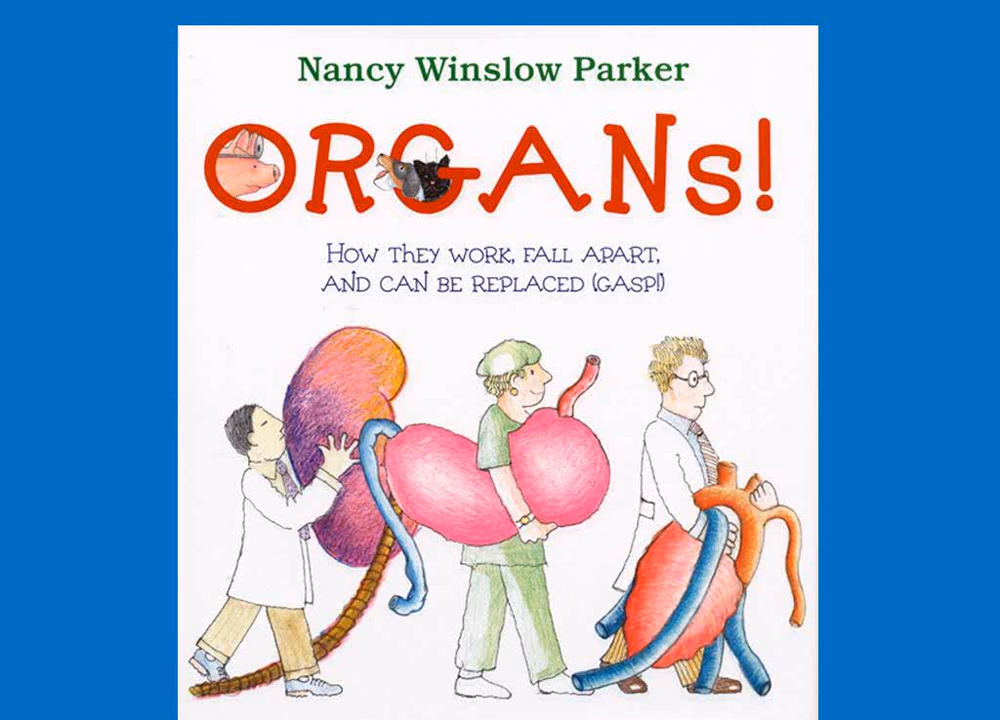 Nancy Winslow Parker
ORGANs!
HOW ThEY WORK, FALL APART,
AND CAN BE REPLACED (GASP!)